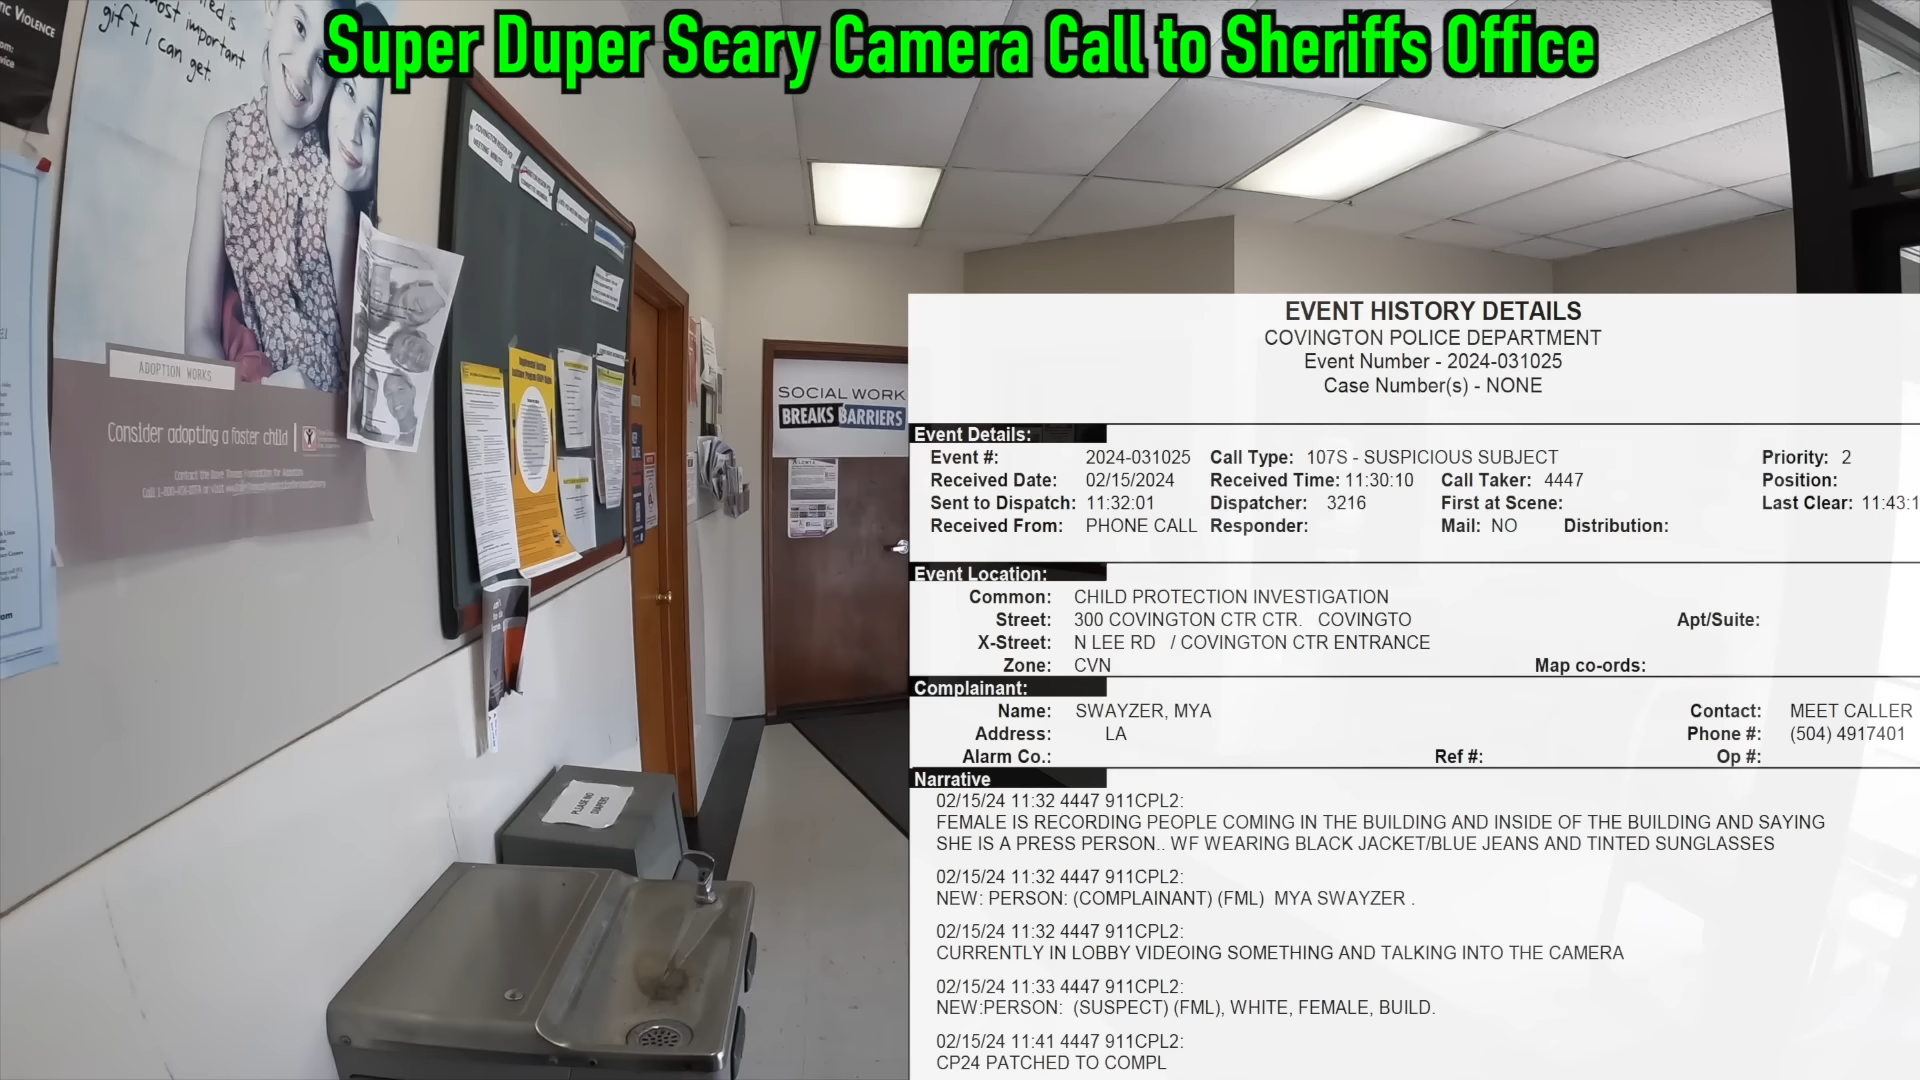 Super Duper Scary Camera Call to Sheriffs Office
VIOLENCE
most important
gift I can get.
ADOPTION WORKS
Consider adopting a foster child
SOCIAL WORK
BREAKS BARRIERS
PLEASE NO
DIAPERS
EVENT HISTORY DETAILS
COVINGTON POLICE DEPARTMENT
Event Number - 2024-031025
Case Number(s) - NONE
Event Details:
Event #: 2024-031025 Call Type: 107S - SUSPICIOUS SUBJECT Priority: 2
Received Date: 02/15/2024 Received Time: 11:30:10 Call Taker: 4447 Position:
Sent to Dispatch: 11:32:01 Dispatcher: 3216 First at Scene: Last Clear: 11:43:1
Received From: PHONE CALL Responder: Mail: NO Distribution:
Event Location:
Common: CHILD PROTECTION INVESTIGATION
Street: 300 COVINGTON CTR CTR. COVINGTO Apt/Suite:
X-Street: N LEE RD / COVINGTON CTR ENTRANCE
Zone: CVN Map co-ords:
Complainant:
Name: SWAYZER, MYA Contact: MEET CALLER
Address: LA Phone #: (504) 4917401
Alarm Co.: Ref #: Op #:
Narrative
02/15/24 11:32 4447 911CPL2:
FEMALE IS RECORDING PEOPLE COMING IN THE BUILDING AND INSIDE OF THE BUILDING AND SAYING
SHE IS A PRESS PERSON.. WF WEARING BLACK JACKET/BLUE JEANS AND TINTED SUNGLASSES
02/15/24 11:32 4447 911CPL2:
NEW: PERSON: (COMPLAINANT) (FML) MYA SWAYZER .
02/15/24 11:32 4447 911CPL2:
CURRENTLY IN LOBBY VIDEOING SOMETHING AND TALKING INTO THE CAMERA
02/15/24 11:33 4447 911CPL2:
NEW:PERSON: (SUSPECT) (FML), WHITE, FEMALE, BUILD.
02/15/24 11:41 4447 911CPL2:
CP24 PATCHED TO COMPL